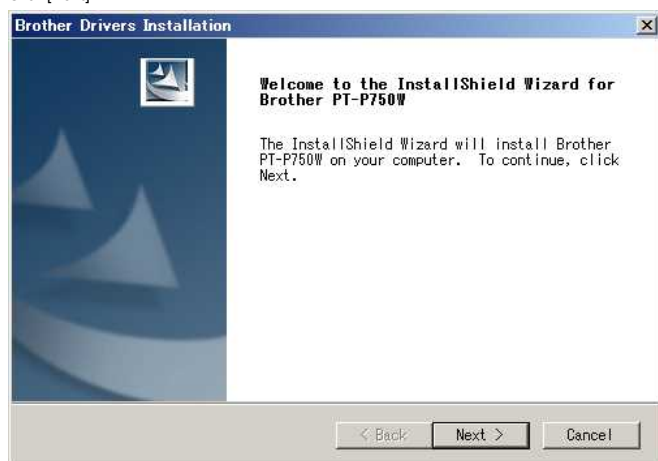 Brother Drivers Installation
Welcome to the InstallShield Wizard for
Brother PT-P750W
The InstallShield Wizard will install Brother
PT-P750W on your computer.  To continue, click
Next.
< Back
Next >
Cancel